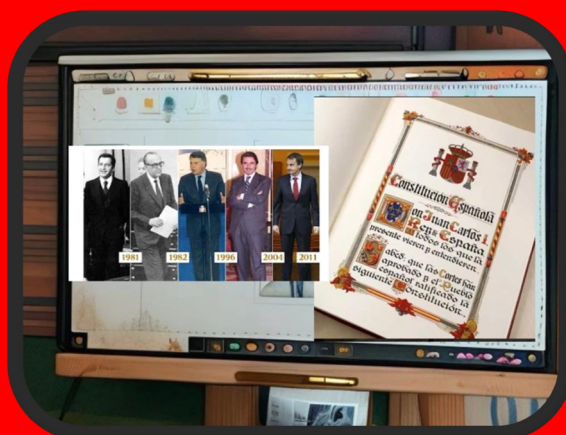 1981 1982 1996 2004 2011
Constitución Española
Don Juan Carlos I
Rey de España
todos los que la
presente vieren y entendieren
Sabed: que las Cortes han
aprobado y el Pueblo
español ratificado la
siguiente Constitución..